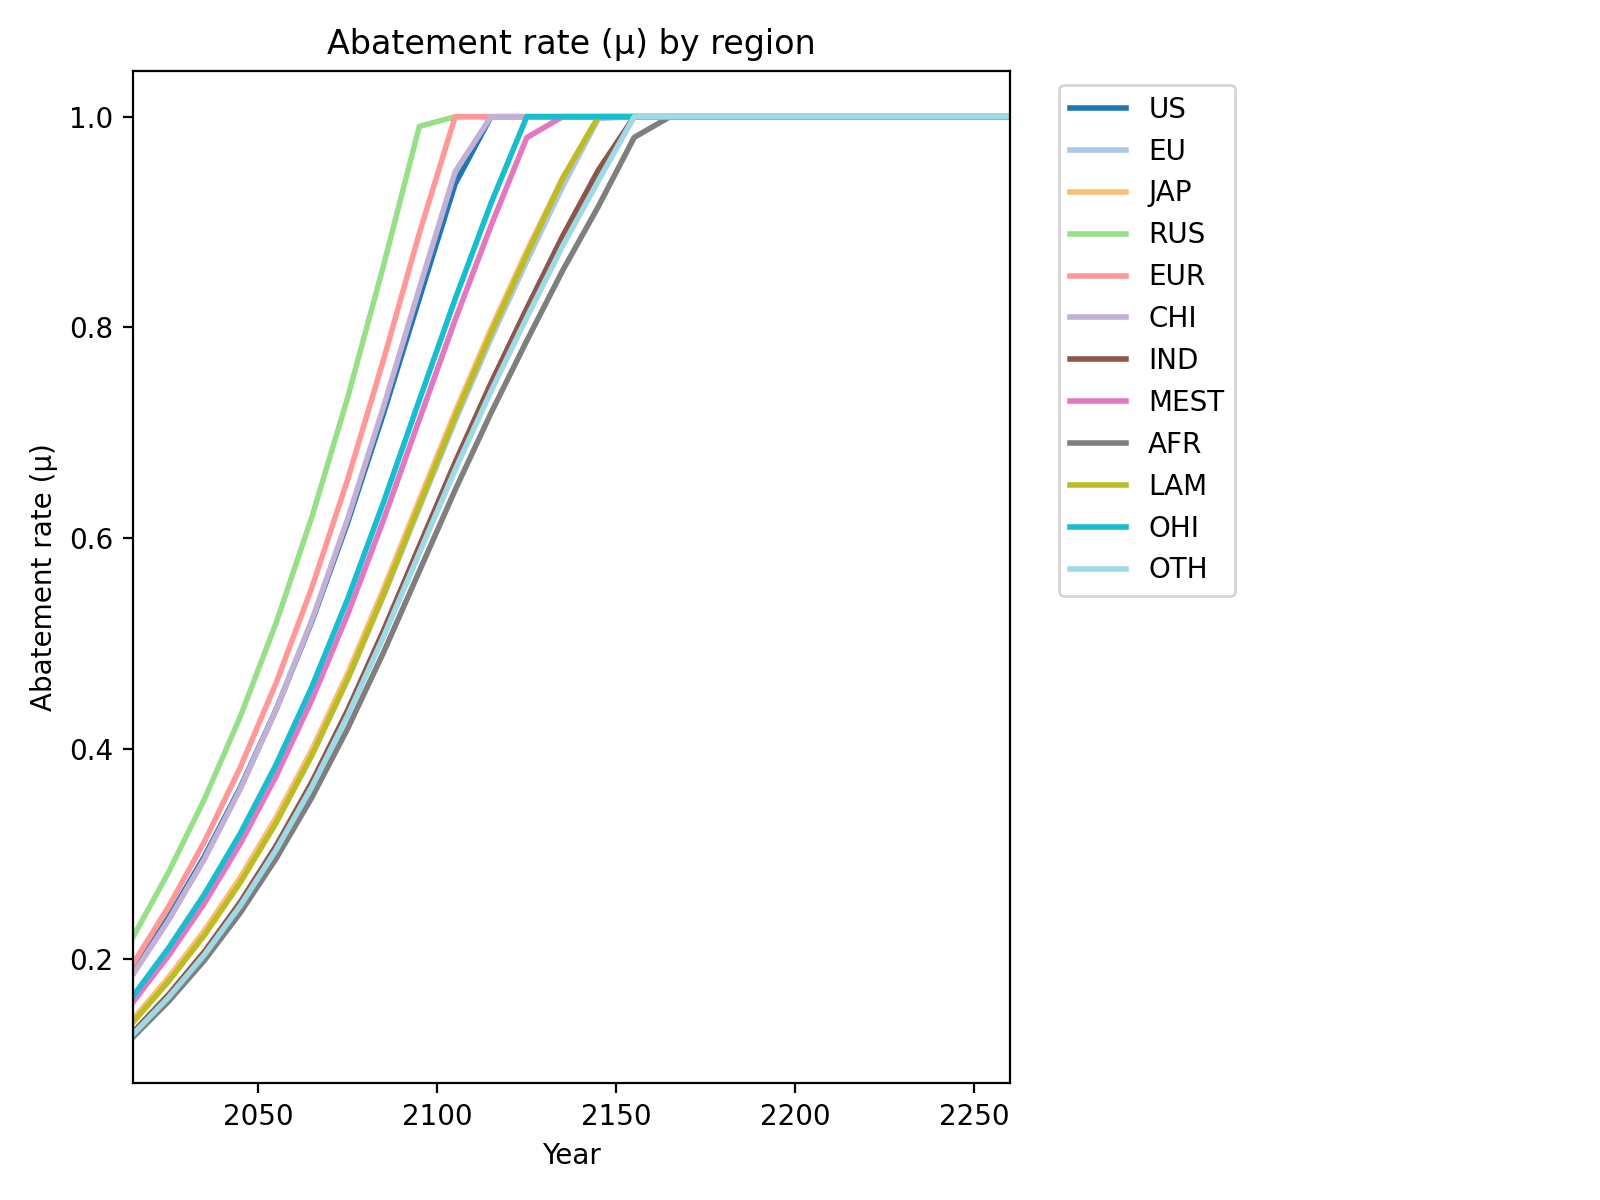 Abatement rate (μ) by region
1.0
0.8
0.6
0.4
0.2
Abatement rate (μ)
2050 2100 2150 2200 2250
Year
US
EU
JAP
RUS
EUR
CHI
IND
MEST
AFR
LAM
OHI
OTH